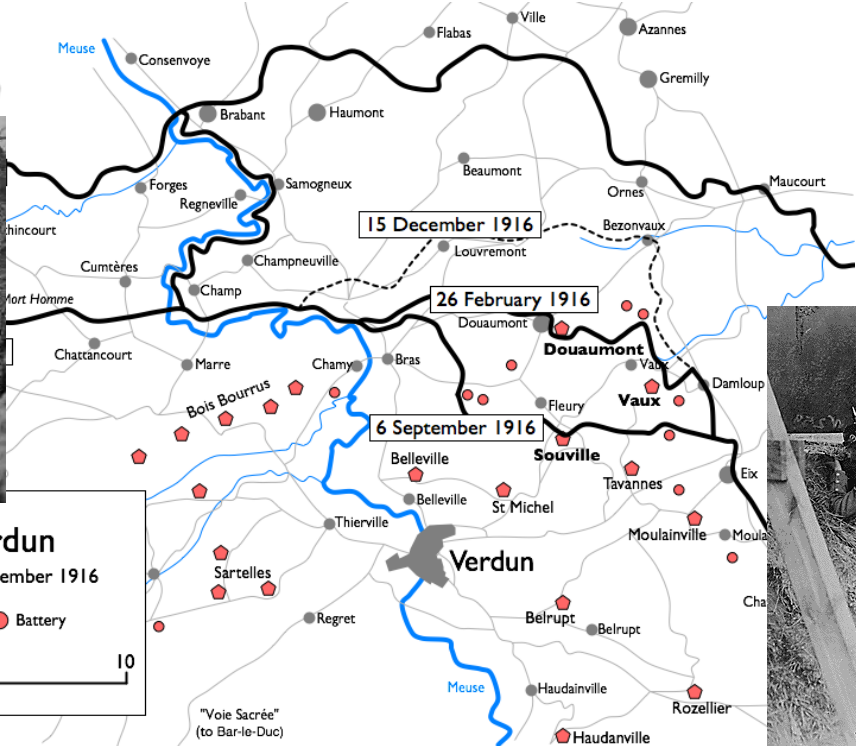 Ville
Flabas
Azannes
Meuse
Consenvoye
Gremilly
Brabant
Haumont
Beaumont
Forges
Samogneux
Regneville
Ornes
Maucourt
15 December 1916
Bezonvaux
hincourt
Louvremont
Cumtères
Champneuville
Champ
Mort Homme
26 February 1916
Douaumont
Douaumont
Chattancourt
Marre
Chamy
Bras
Vaux
Damloup
Bois Bourrus
Vaux
Fleury
6 September 1916
Souville
Belleville
Tavannes
Eix
Belleville
St Michel
Thierville
Moulainville
Moula
rdun
Verdun
ember 1916
Sartelles
Cha
Battery
Regret
Belrupt
Belrupt
10
Meuse
Haudainville
Rozellier
"Voie Sacrée"
(to Bar-le-Duc)
Haudanville